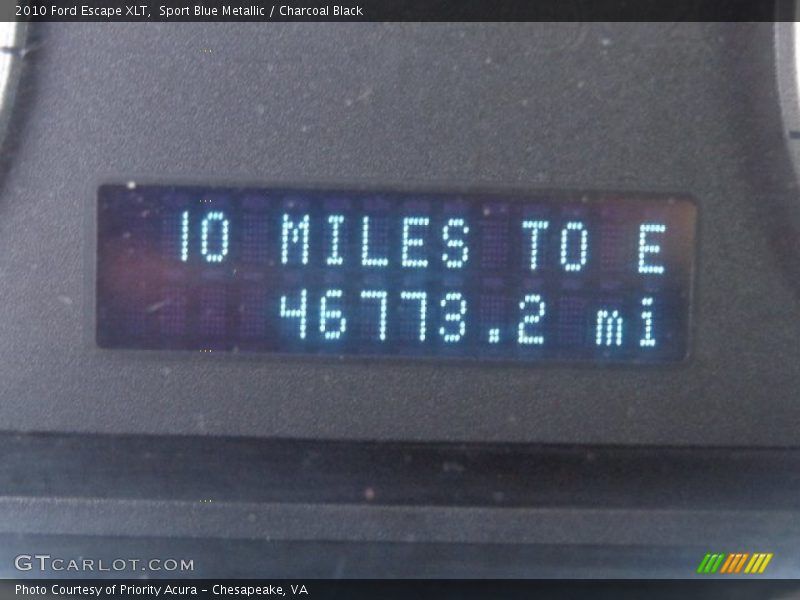 2010 Ford Escape XLT, Sport Blue Metallic / Charcoal Black
10 MILES TO E
46773.2 mi
GTCARLOT.COM
Photo Courtesy of Priority Acura - Chesapeake, VA